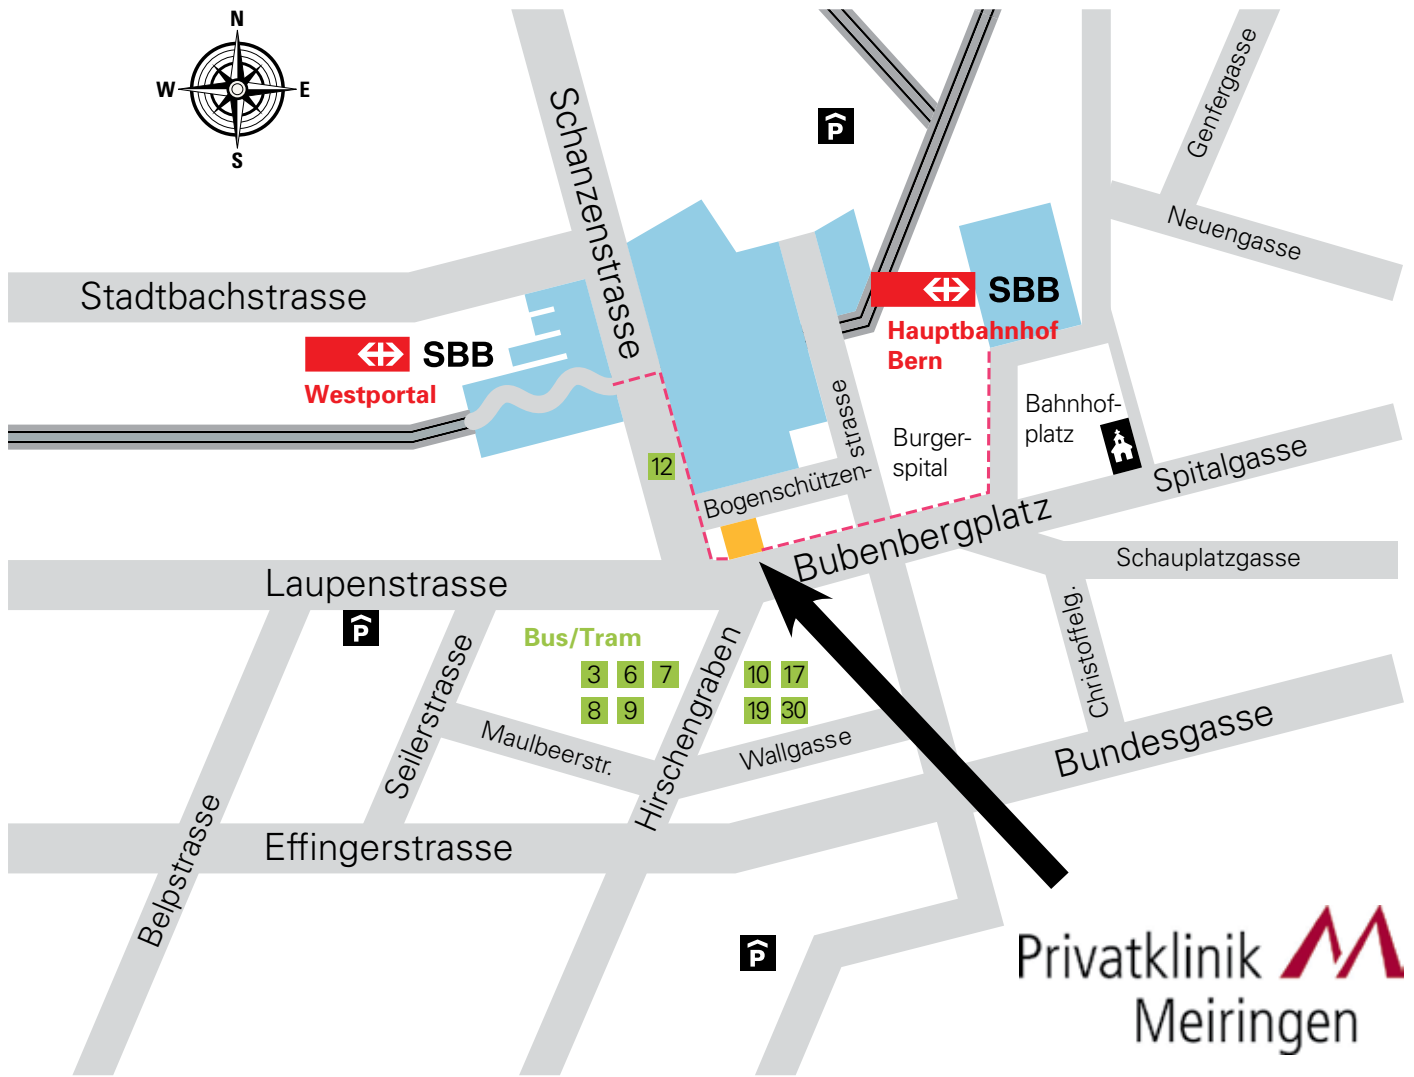 N
W E
S
Schanzenstrasse
P
Genfergasse
Neuengasse
Stadtbachstrasse
SBB
Hauptbahnhof
Bern
SBB
Westportal
Bahnhof-
platz
Burger-
spital
Bogenschützen-
strasse
12
Spitalgasse
Bubenbergplatz
Schauplatzgasse
Laupenstrasse
P
Bus/Tram
3 6 7
8 9
10 17
19 30
Christoffelg.
Seilerstrasse
Hirschengraben
Maulbeerstr.
Wallgasse
Bundesgasse
Effingerstrasse
Belpstrasse
P
Privatklinik
Meiringen